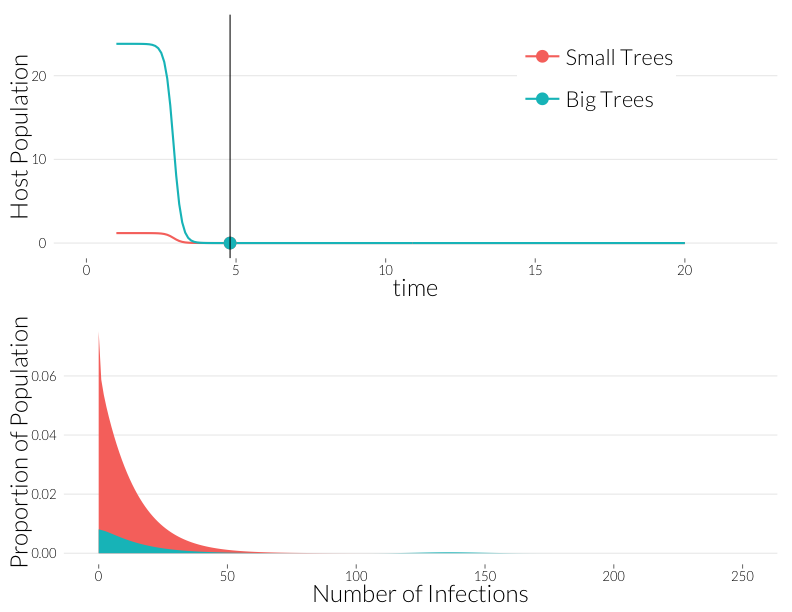 Host Population
20
10
0
Small Trees
Big Trees
0 5 10 15 20
time
Proportion of Population
0.06
0.04
0.02
0.00
0 50 100 150 200 250
Number of Infections